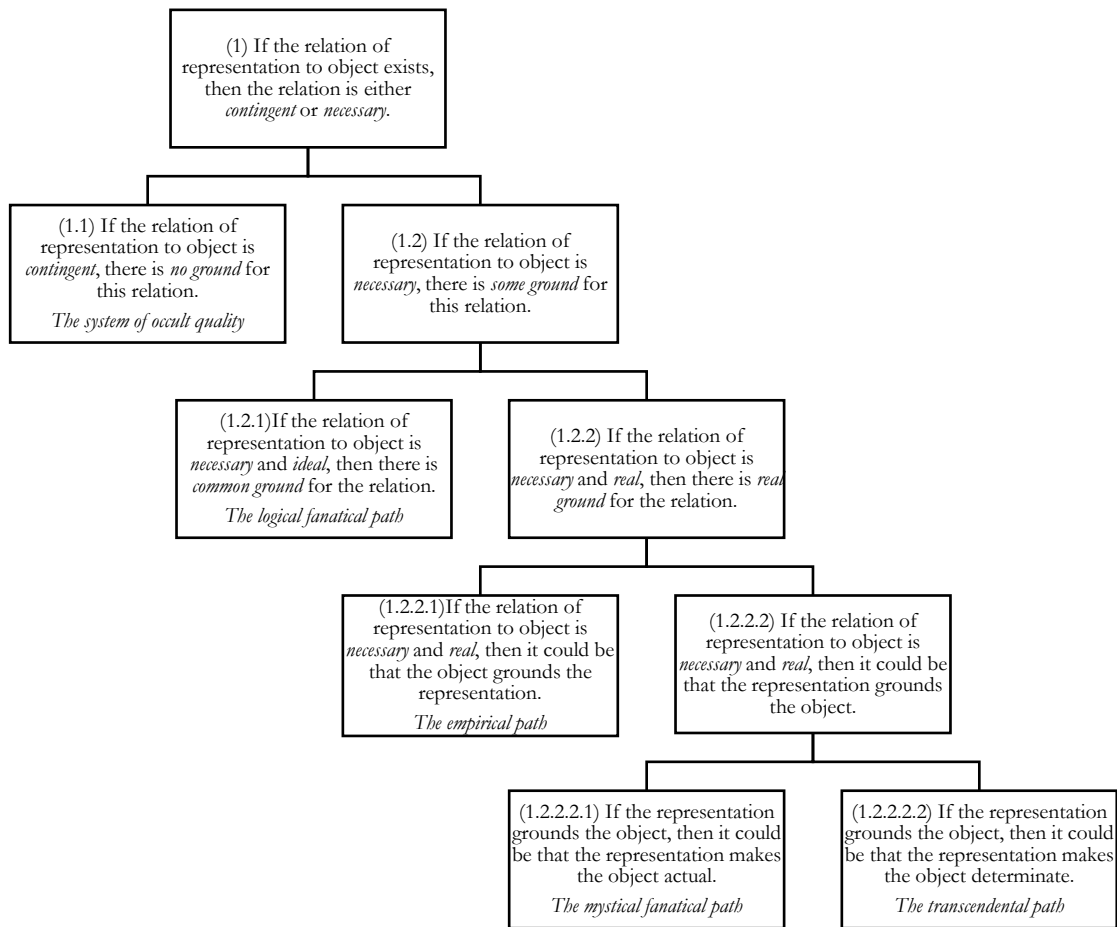 (1) If the relation of
representation to object exists,
then the relation is either
contingent or necessary.
(1.1) If the relation of
representation to object is
contingent, there is no ground for
this relation.
The system of occult quality
(1.2) If the relation of
representation to object is
necessary, there is some ground for
this relation.
(1.2.1)If the relation of
representation to object is
necessary and ideal, then there is
common ground for the relation.
The logical fanatical path
(1.2.2) If the relation of
representation to object is
necessary and real, then there is real
ground for the relation.
(1.2.2.1)If the relation of
representation to object is
necessary and real, then it could be
that the object grounds the
representation.
The empirical path
(1.2.2.2) If the relation of
representation to object is
necessary and real, then it could be
that the representation grounds
the object.
(1.2.2.2.1) If the representation
grounds the object, then it could
be that the representation makes
the object actual.
The mystical fanatical path
(1.2.2.2.2) If the representation
grounds the object, then it could
be that the representation makes
the object determinate.
The transcendental path